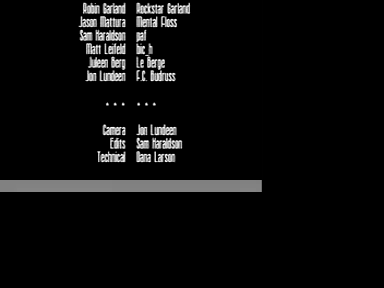 Robin Garland Rockstar Garland
Jason Mattura Mental Floss
Sam Haraldson paf
Matt Leifeld bic_h
Juleen Berg Le Berge
Jon Lundeen F.G. Budruss
* * * * * *
Camera Jon Lundeen
Edits Sam Haraldson
Technical Dana Larson